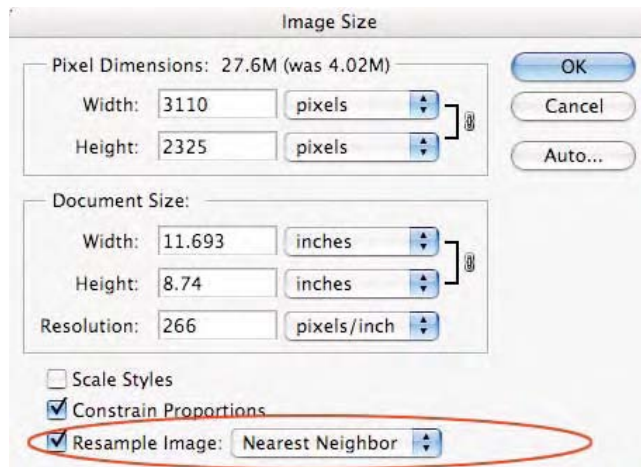 Image Size
Pixel Dimensions: 27.6M (was 4.02M)
OK
Width: 3110 pixels
Cancel
Height: 2325 pixels
Auto...
Document Size:
Width: 11.693 inches
Height: 8.74 inches
Resolution: 266 pixels/inch
Scale Styles
Constrain Proportions
Resample Image: Nearest Neighbor